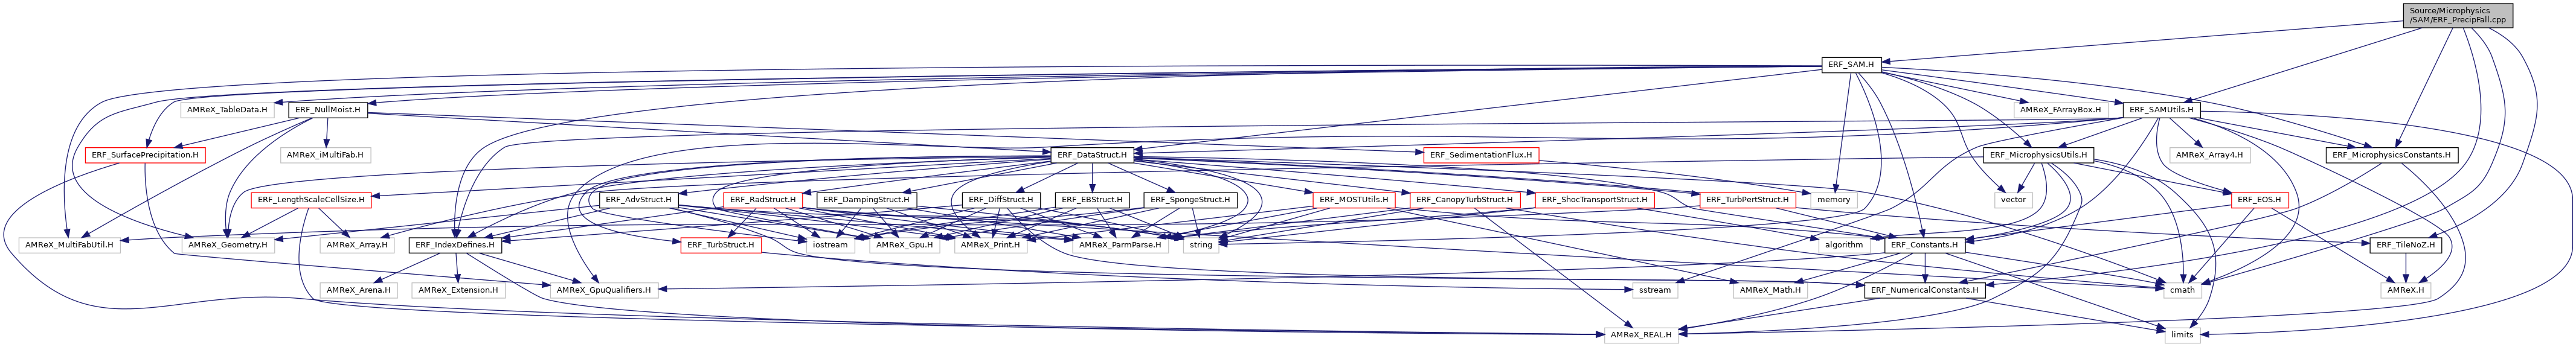 Source/Microphysics
/SAM/ERF_PrecipFall.cpp
ERF_SAM.H
AMReX_TableData.H
ERF_NullMoist.H
AMReX_FArrayBox.H
ERF_SAMUtils.H
ERF_SurfacePrecipitation.H
AMReX_iMultiFab.H
ERF_DataStruct.H
ERF_SedimentationFlux.H
ERF_MicrophysicsUtils.H
AMReX_Array4.H
ERF_MicrophysicsConstants.H
ERF_LengthScaleCellSize.H
ERF_AdvStruct.H
ERF_RadStruct.H
ERF_DampingStruct.H
ERF_DiffStruct.H
ERF_EBStruct.H
ERF_SpongeStruct.H
ERF_MOSTUtils.H
ERF_CanopyTurbStruct.H
ERF_ShocTransportStruct.H
ERF_TurbPertStruct.H
memory
vector
ERF_EOS.H
AMReX_MultiFabUtil.H
AMReX_Geometry.H
AMReX_Array.H
ERF_IndexDefines.H
ERF_TurbStruct.H
iostream
AMReX_Gpu.H
AMReX_Print.H
AMReX_ParmParse.H
string
algorithm
ERF_Constants.H
ERF_TileNoZ.H
AMReX_Arena.H
AMReX_Extension.H
AMReX_GpuQualifiers.H
sstream
AMReX_Math.H
ERF_NumericalConstants.H
cmath
AMReX.H
AMReX_REAL.H
limits